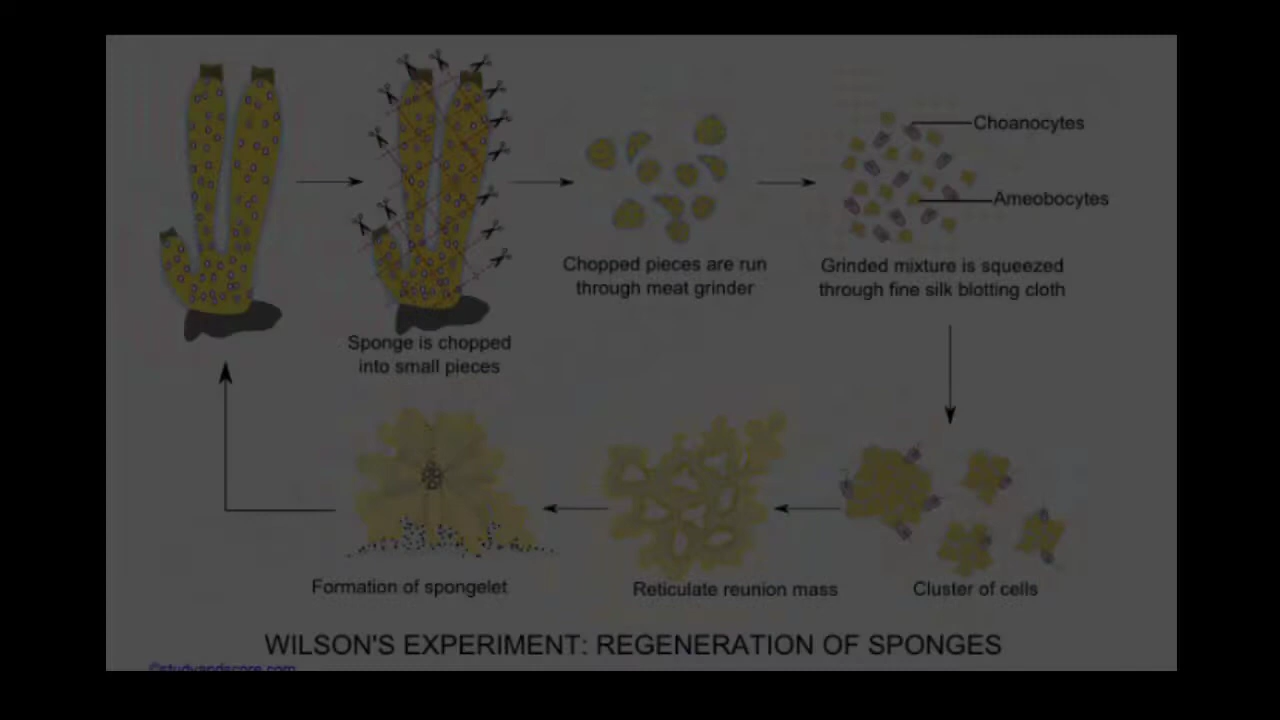 Choanocytes
Ameobocytes
Chopped pieces are run
through meat grinder
Grinded mixture is squeezed
through fine silk blotting cloth
Sponge is chopped
into small pieces
Formation of spongelet
Reticulate reunion mass
Cluster of cells
WILSON'S EXPERIMENT: REGENERATION OF SPONGES
©studyandscore.com